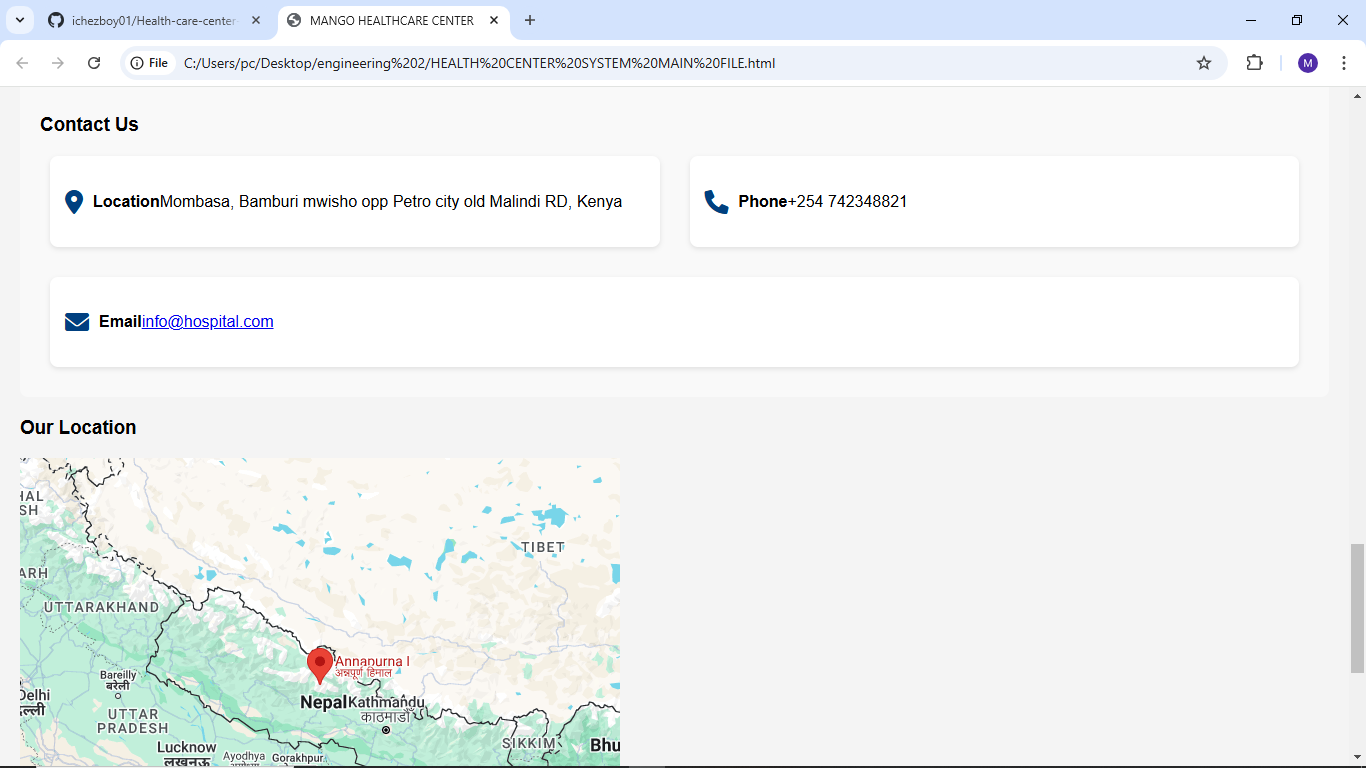 ichezboy01/Health-care-center-
MANGO HEALTHCARE CENTER
File
C:/Users/pc/Desktop/engineering%202/HEALTH%20CENTER%20SYSTEM%20MAIN%20FILE.html
M
Contact Us
LocationMombasa, Bamburi mwisho opp Petro city old Malindi RD, Kenya
Phone+254 742348821
Emailinfo@hospital.com
Our Location
HAL
SH
TIBET
ARH
UTTARAKHAND
Annapurna I
अन्नपूर्ण हिमाल
Bareilly
बरेली
Delhi
ल्ली
Nepal
Kathmandu
काठमाडौँ
UTTAR
PRADESH
Lucknow
लखनऊ
Ayodhya
Gorakhpur
SIKKIM
Bhu